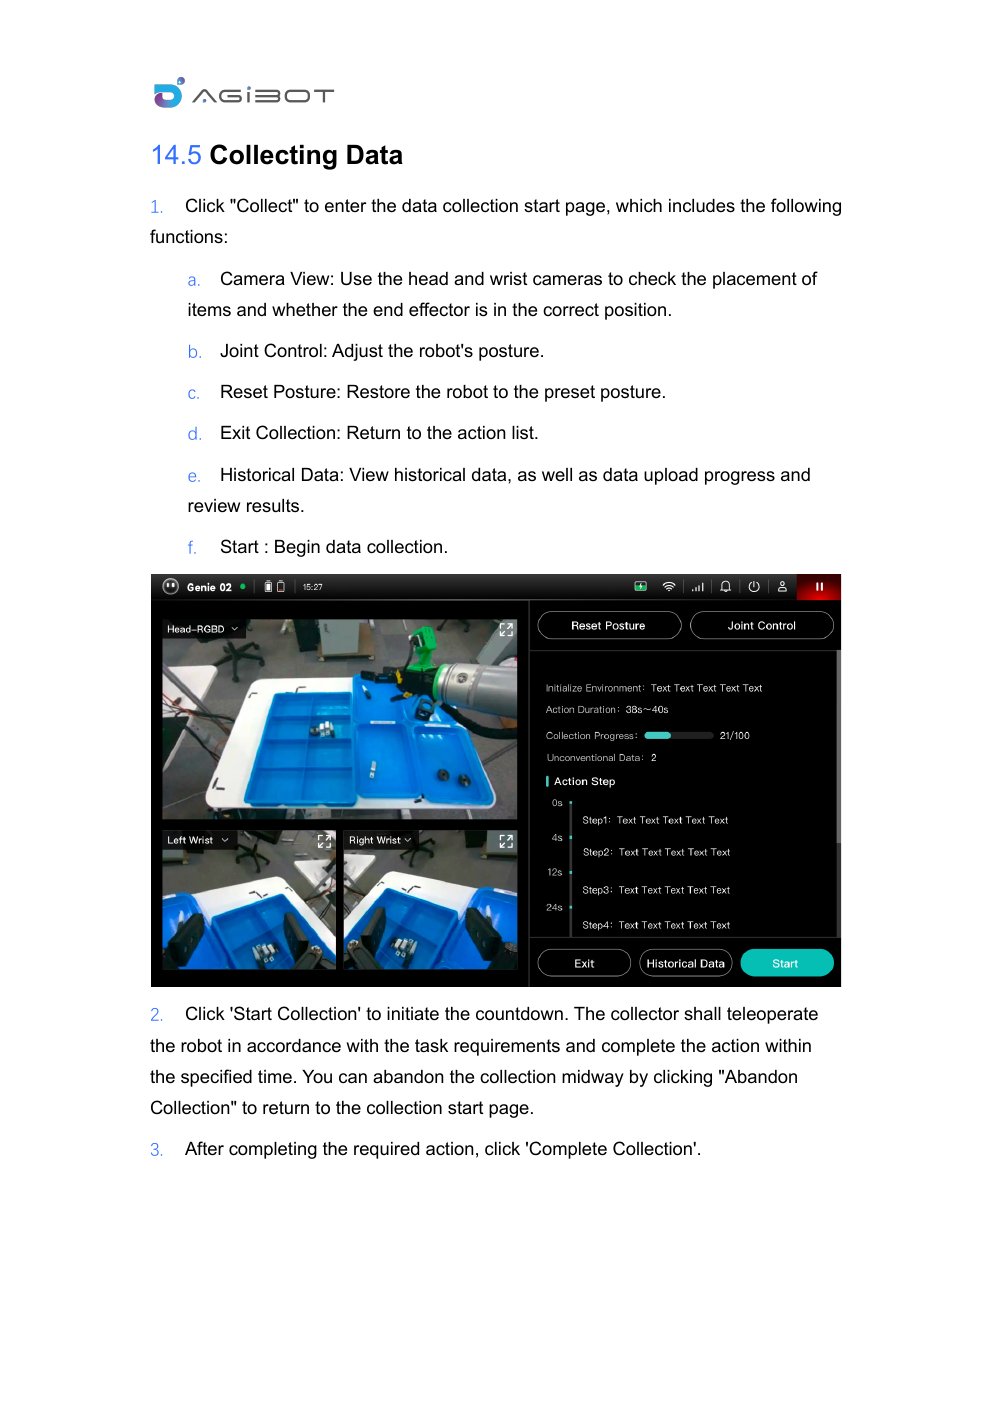 AGIBOT
14.5 Collecting Data
1. Click "Collect" to enter the data collection start page, which includes the following
functions:
a. Camera View: Use the head and wrist cameras to check the placement of
items and whether the end effector is in the correct position.
b. Joint Control: Adjust the robot's posture.
c. Reset Posture: Restore the robot to the preset posture.
d. Exit Collection: Return to the action list.
e. Historical Data: View historical data, as well as data upload progress and
review results.
f. Start : Begin data collection.
Genie 02 15:27
Head-RGBD
Left Wrist
Right Wrist
Reset Posture
Joint Control
Initialize Environment: Text Text Text Text Text
Action Duration: 38s~40s
Collection Progress: 21/100
Unconventional Data: 2
Action Step
0s
Step1: Text Text Text Text Text
4s
Step2: Text Text Text Text Text
12s
Step3: Text Text Text Text Text
24s
Step4: Text Text Text Text Text
Exit
Historical Data
Start
2. Click 'Start Collection' to initiate the countdown. The collector shall teleoperate
the robot in accordance with the task requirements and complete the action within
the specified time. You can abandon the collection midway by clicking "Abandon
Collection" to return to the collection start page.
3. After completing the required action, click 'Complete Collection'.